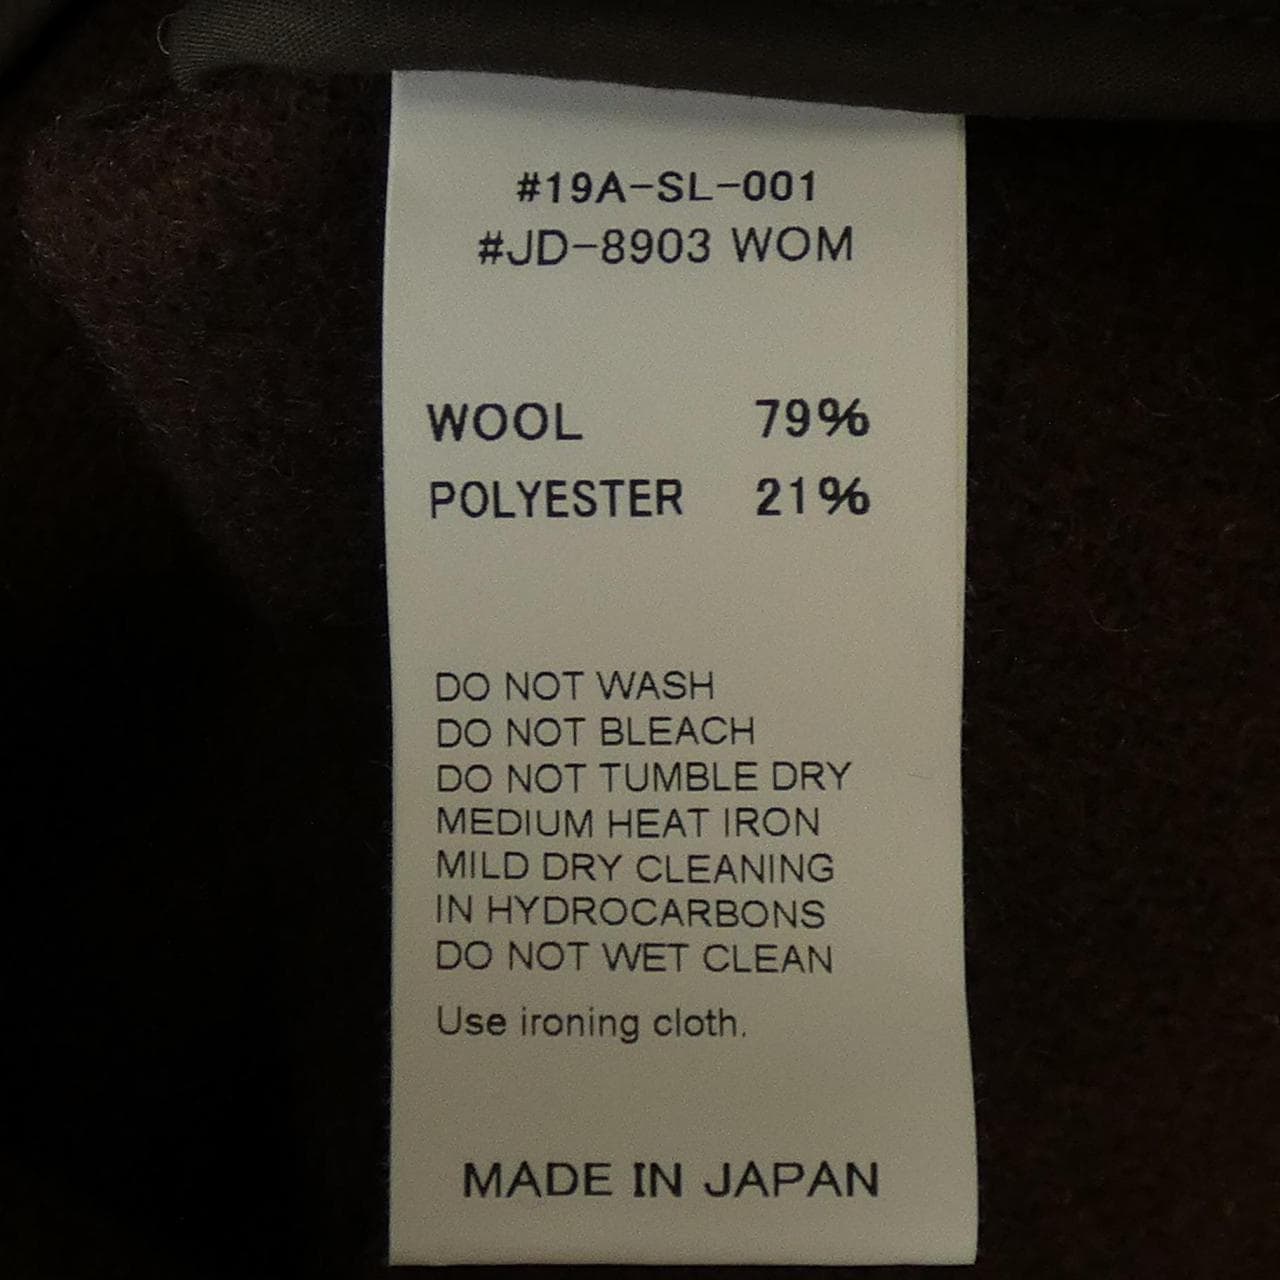 #19A-SL-001
#JD-8903 WOM
WOOL 79%
POLYESTER 21%
DO NOT WASH
DO NOT BLEACH
DO NOT TUMBLE DRY
MEDIUM HEAT IRON
MILD DRY CLEANING
IN HYDROCARBONS
DO NOT WET CLEAN
Use ironing cloth.
MADE IN JAPAN